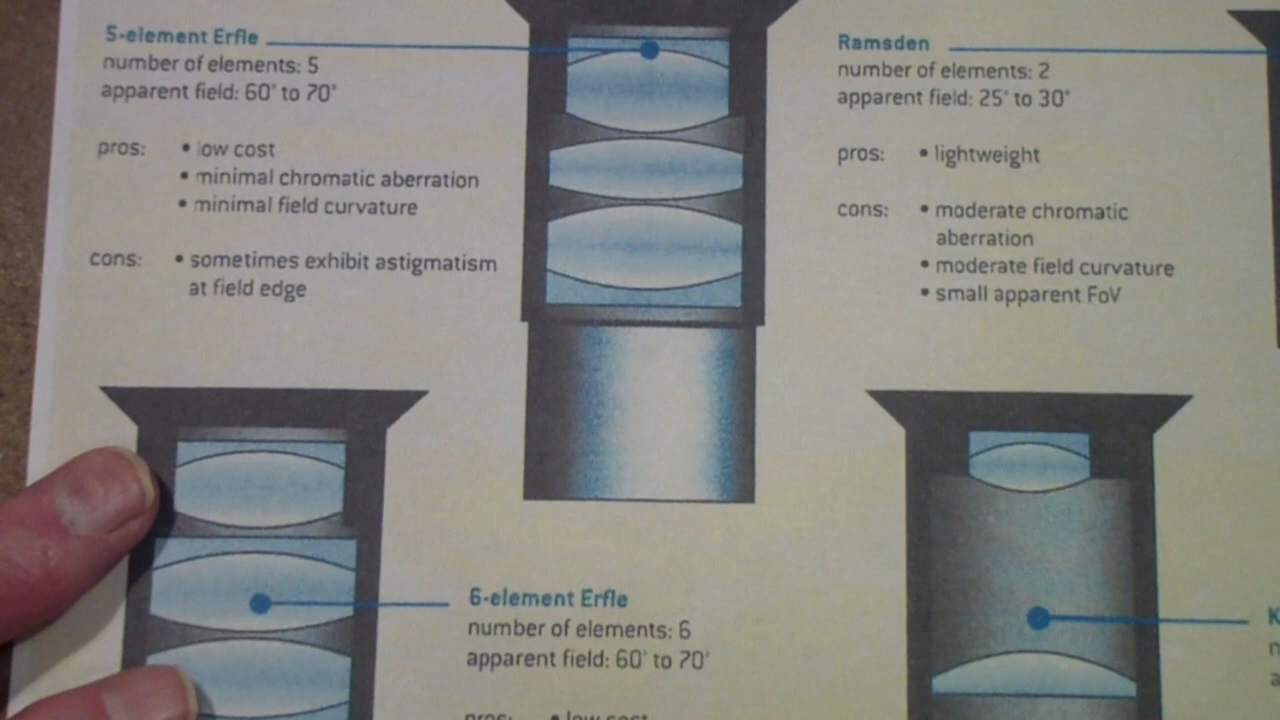 5-element Erfle
number of elements: 5
apparent field: 60° to 70°
pros: • low cost
• minimal chromatic aberration
• minimal field curvature
cons: • sometimes exhibit astigmatism
at field edge
Ramsden
number of elements: 2
apparent field: 25° to 30°
pros: • lightweight
cons: • moderate chromatic
aberration
• moderate field curvature
• small apparent FoV
6-element Erfle
number of elements: 6
apparent field: 60° to 70°
pros: • low cost